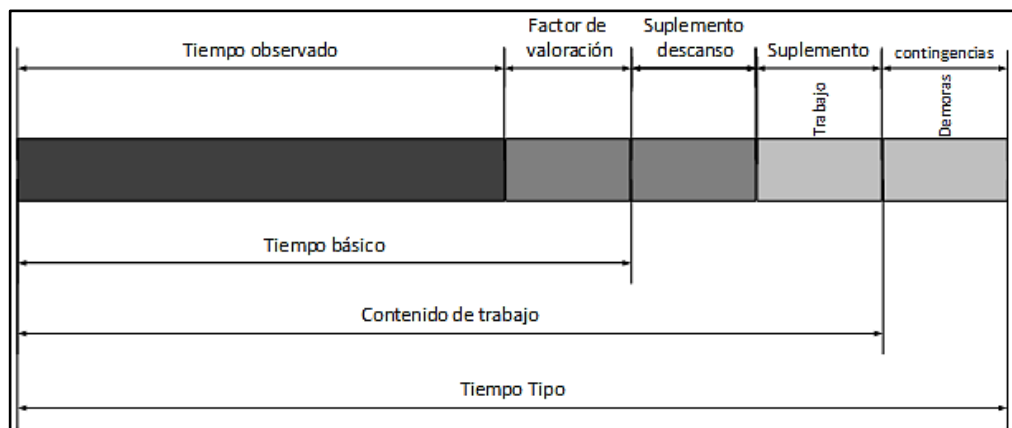 Tiempo observado
Factor de
valoración
Suplemento
descanso
Suplemento
contingencias
Trabajo
Demoras
Tiempo básico
Contenido de trabajo
Tiempo Tipo